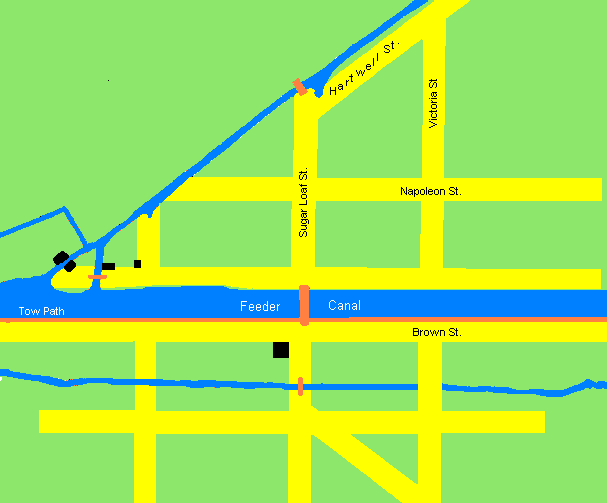 Hartwell St.
Victoria St
Napoleon St.
Sugar Loaf St.
Feeder Canal
Tow Path
Brown St.